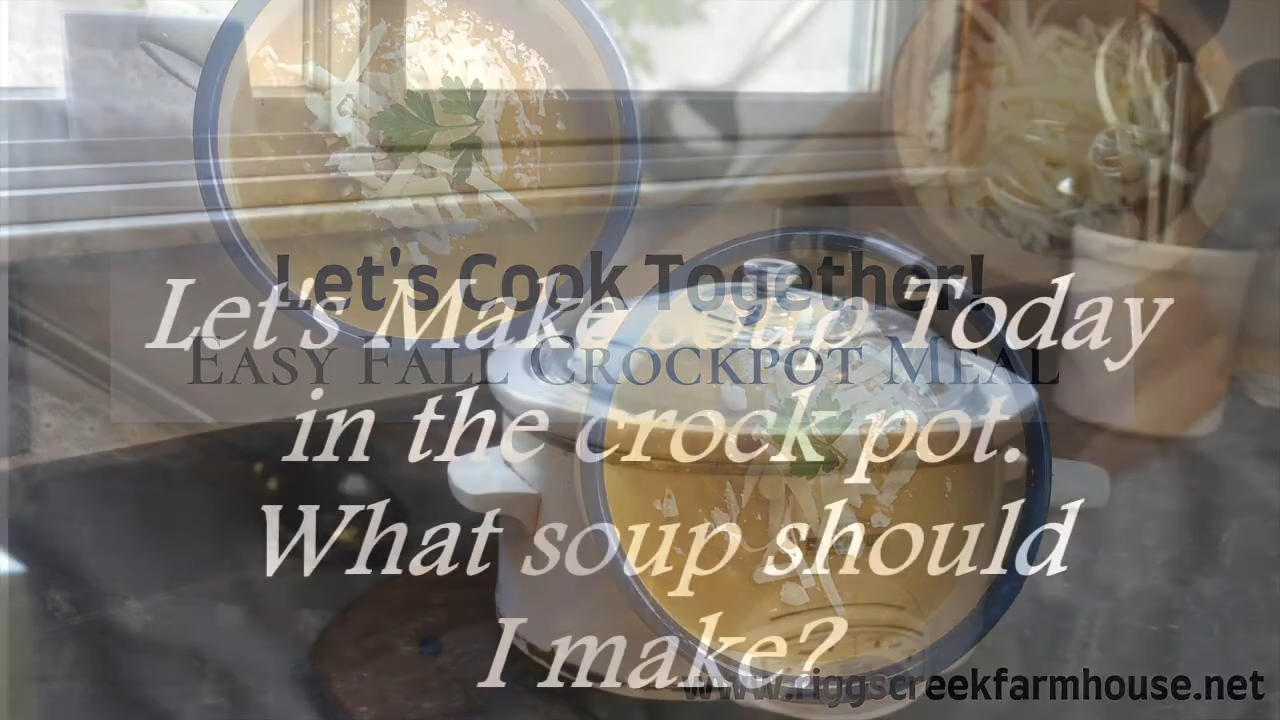 Let's Cook Together!
Let's Make Soup Today
EASY FALL CROCKPOT MEAL
in the crock pot.
What soup should
I make?
www.riggscreekfarmhouse.net